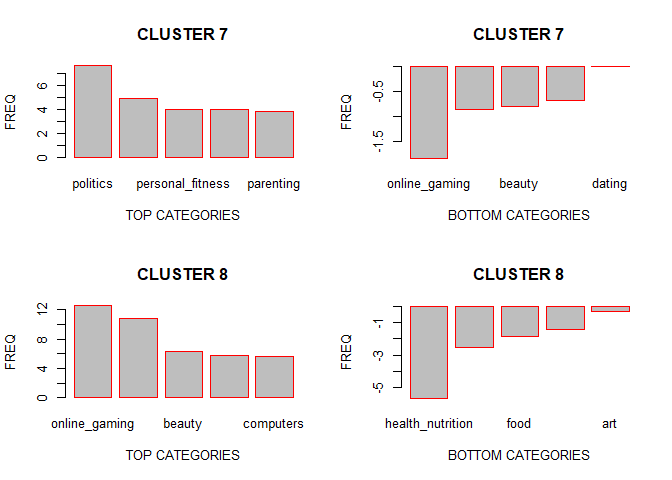 CLUSTER 7
FREQ
0 2 4 6
politics personal_fitness parenting
TOP CATEGORIES
CLUSTER 7
FREQ
-1.5 -0.5
online_gaming beauty dating
BOTTOM CATEGORIES
CLUSTER 8
FREQ
0 4 8 12
online_gaming beauty computers
TOP CATEGORIES
CLUSTER 8
FREQ
-5 -3 -1
health_nutrition food art
BOTTOM CATEGORIES